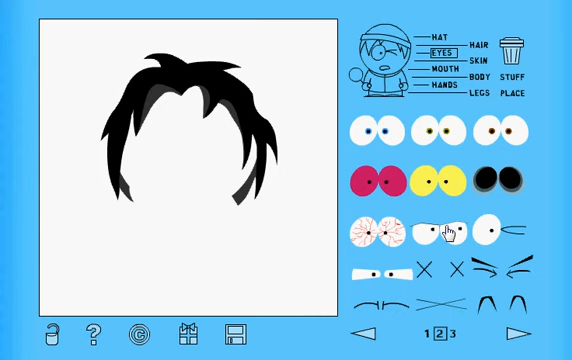 HAT
HAIR
EYES
SKIN
MOUTH
BODY
STUFF
HANDS
LEGS
PLACE
?
©
1 2 3